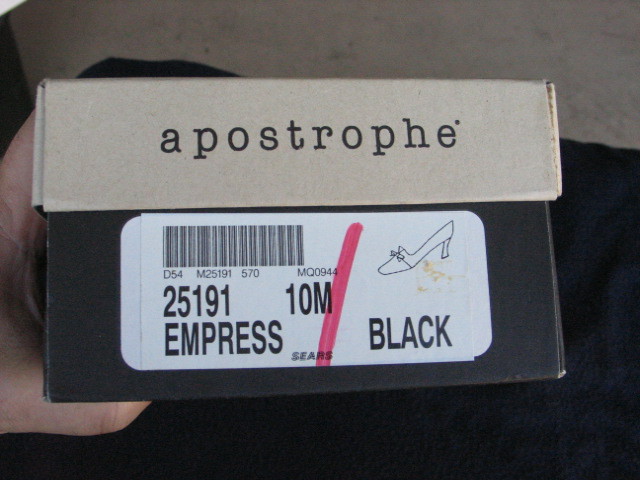 apostrophe
D54 M25191 570 MQ0944
25191 10M
EMPRESS SEARS BLACK